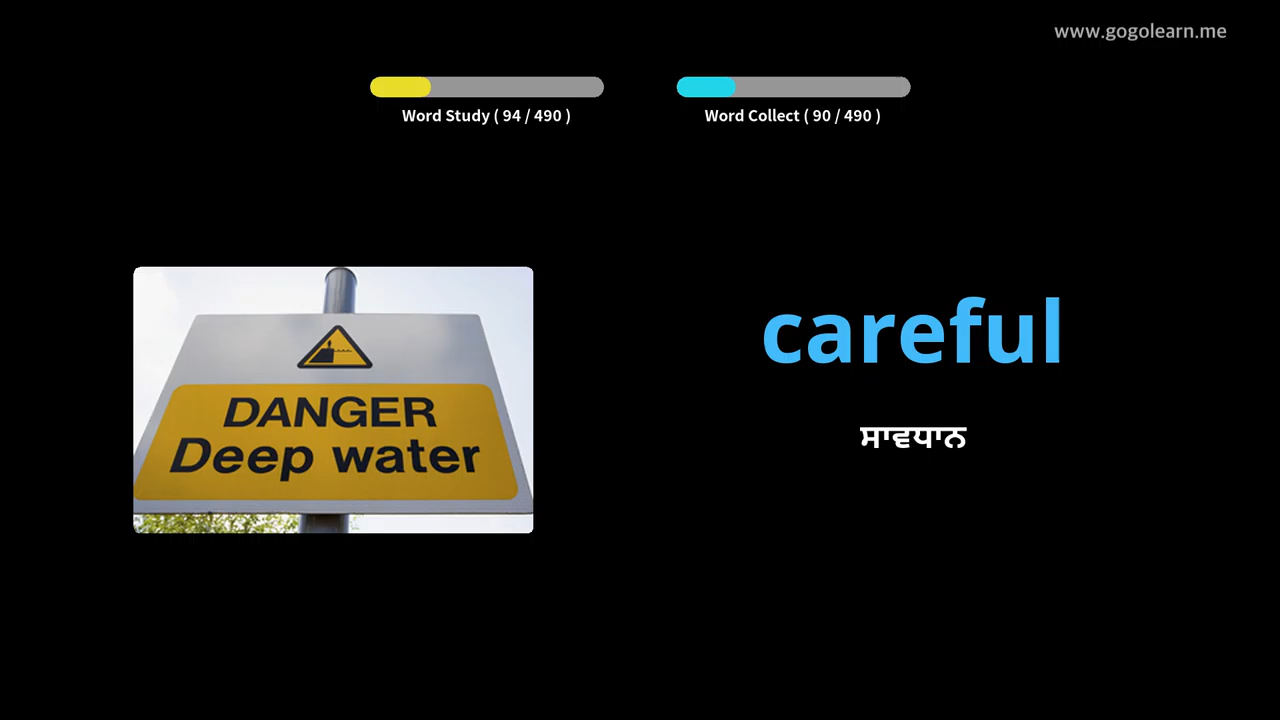 www.gogolearn.me
Word Study ( 94 / 490 )
Word Collect ( 90 / 490 )
DANGER
Deep water
careful
ਸਾਵਧਾਨ